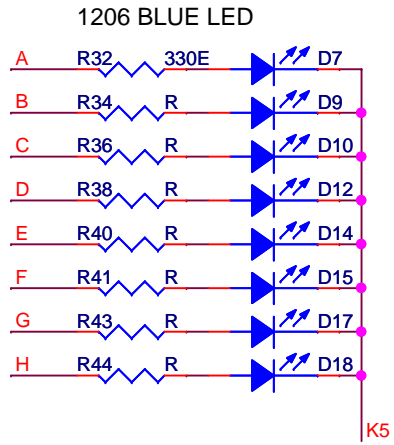 1206 BLUE LED
A R32 330E D7
B R34 R D9
C R36 R D10
D R38 R D12
E R40 R D14
F R41 R D15
G R43 R D17
H R44 R D18
K5